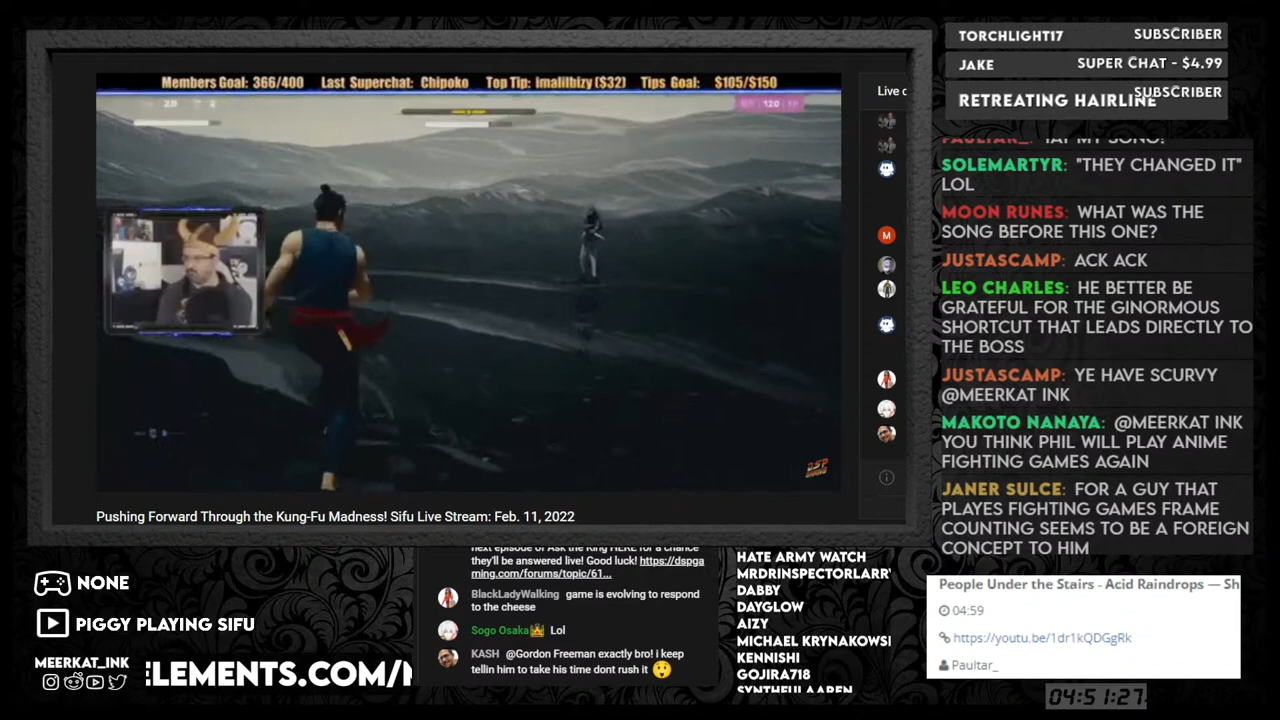 Members Goal: 366/400 Last Superchat: Chipoko Top Tip: imalilbizy ($32) Tips Goal: $105/$150
Live c
120
M
DSP
GAMING
Pushing Forward Through the Kung-Fu Madness! Sifu Live Stream: Feb. 11, 2022
TORCHLIGHT17 SUBSCRIBER
JAKE SUPER CHAT - $4.99
RETREATING HAIRLINE SUBSCRIBER
SOLEMARTYR: "THEY CHANGED IT"
LOL
MOON RUNES: WHAT WAS THE
SONG BEFORE THIS ONE?
JUSTASCAMP: ACK ACK
LEO CHARLES: HE BETTER BE
GRATEFUL FOR THE GINORMOUS
SHORTCUT THAT LEADS DIRECTLY TO
THE BOSS
JUSTASCAMP: YE HAVE SCURVY
@MEERKAT INK
MAKOTO NANAYA: @MEERKAT INK
YOU THINK PHIL WILL PLAY ANIME
FIGHTING GAMES AGAIN
JANER SULCE: FOR A GUY THAT
PLAYES FIGHTING GAMES FRAME
COUNTING SEEMS TO BE A FOREIGN
CONCEPT TO HIM
NONE
PIGGY PLAYING SIFU
MEERKAT_INK
ELEMENTS.COM/M
next episode of Ask the King HERE for a chance
they'll be answered live! Good luck! https://dspga
ming.com/forums/topic/61...
BlackLadyWalking game is evolving to respond
to the cheese
Sogo Osaka Lol
KASH @Gordon Freeman exactly bro! i keep
tellin him to take his time dont rush it
HATE ARMY WATCH
MRDRINSPECTORLARRY
DABBY
DAYGLOW
AIZY
MICHAEL KRYNAKOWS
KENNISHI
GOJIRA718
SYNTHFULAAREN
People Under the Stairs - Acid Raindrops — Sh
04:59
https://youtu.be/1dr1kQDGgRk
Paultar_
04:51:27